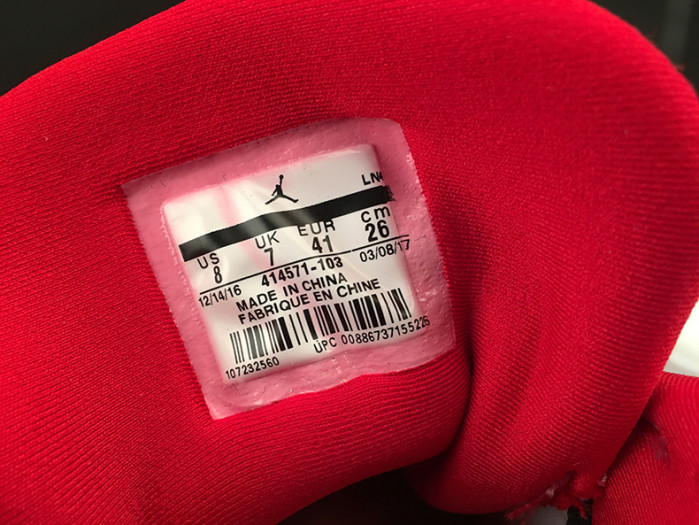 LN4
US UK EUR cm
8 7 41 26
12/14/16 414571-103 03/08/17
MADE IN CHINA
FABRIQUE EN CHINE
107232560 UPC 00886737155226